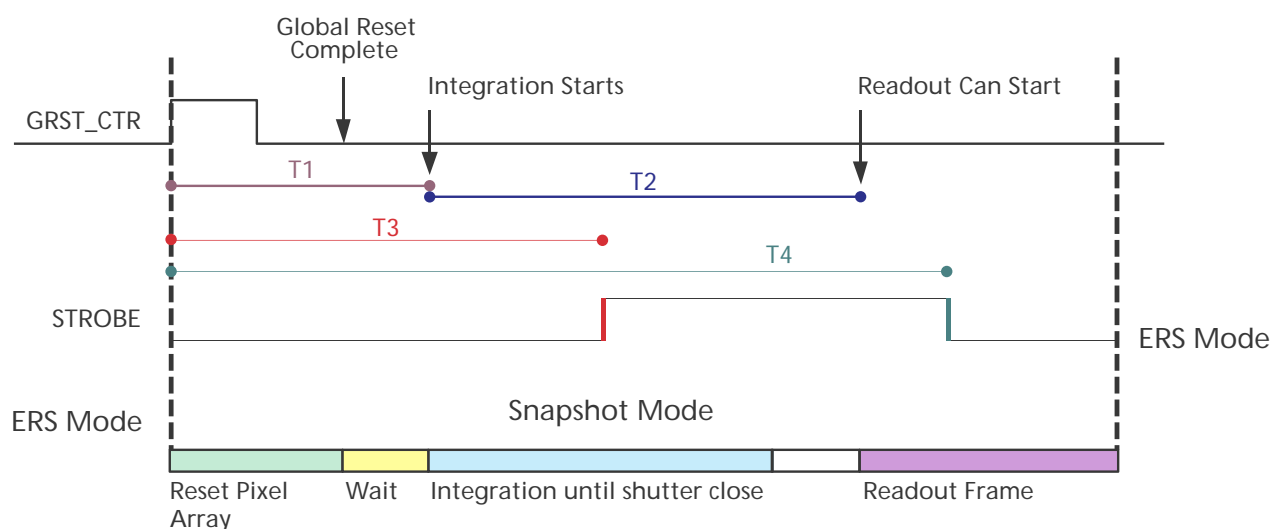 Global Reset
Complete
Integration Starts
Readout Can Start
GRST_CTR
T1
T2
T3
T4
STROBE
ERS Mode
ERS Mode
Snapshot Mode
Reset Pixel
Array
Wait
Integration until shutter close
Readout Frame